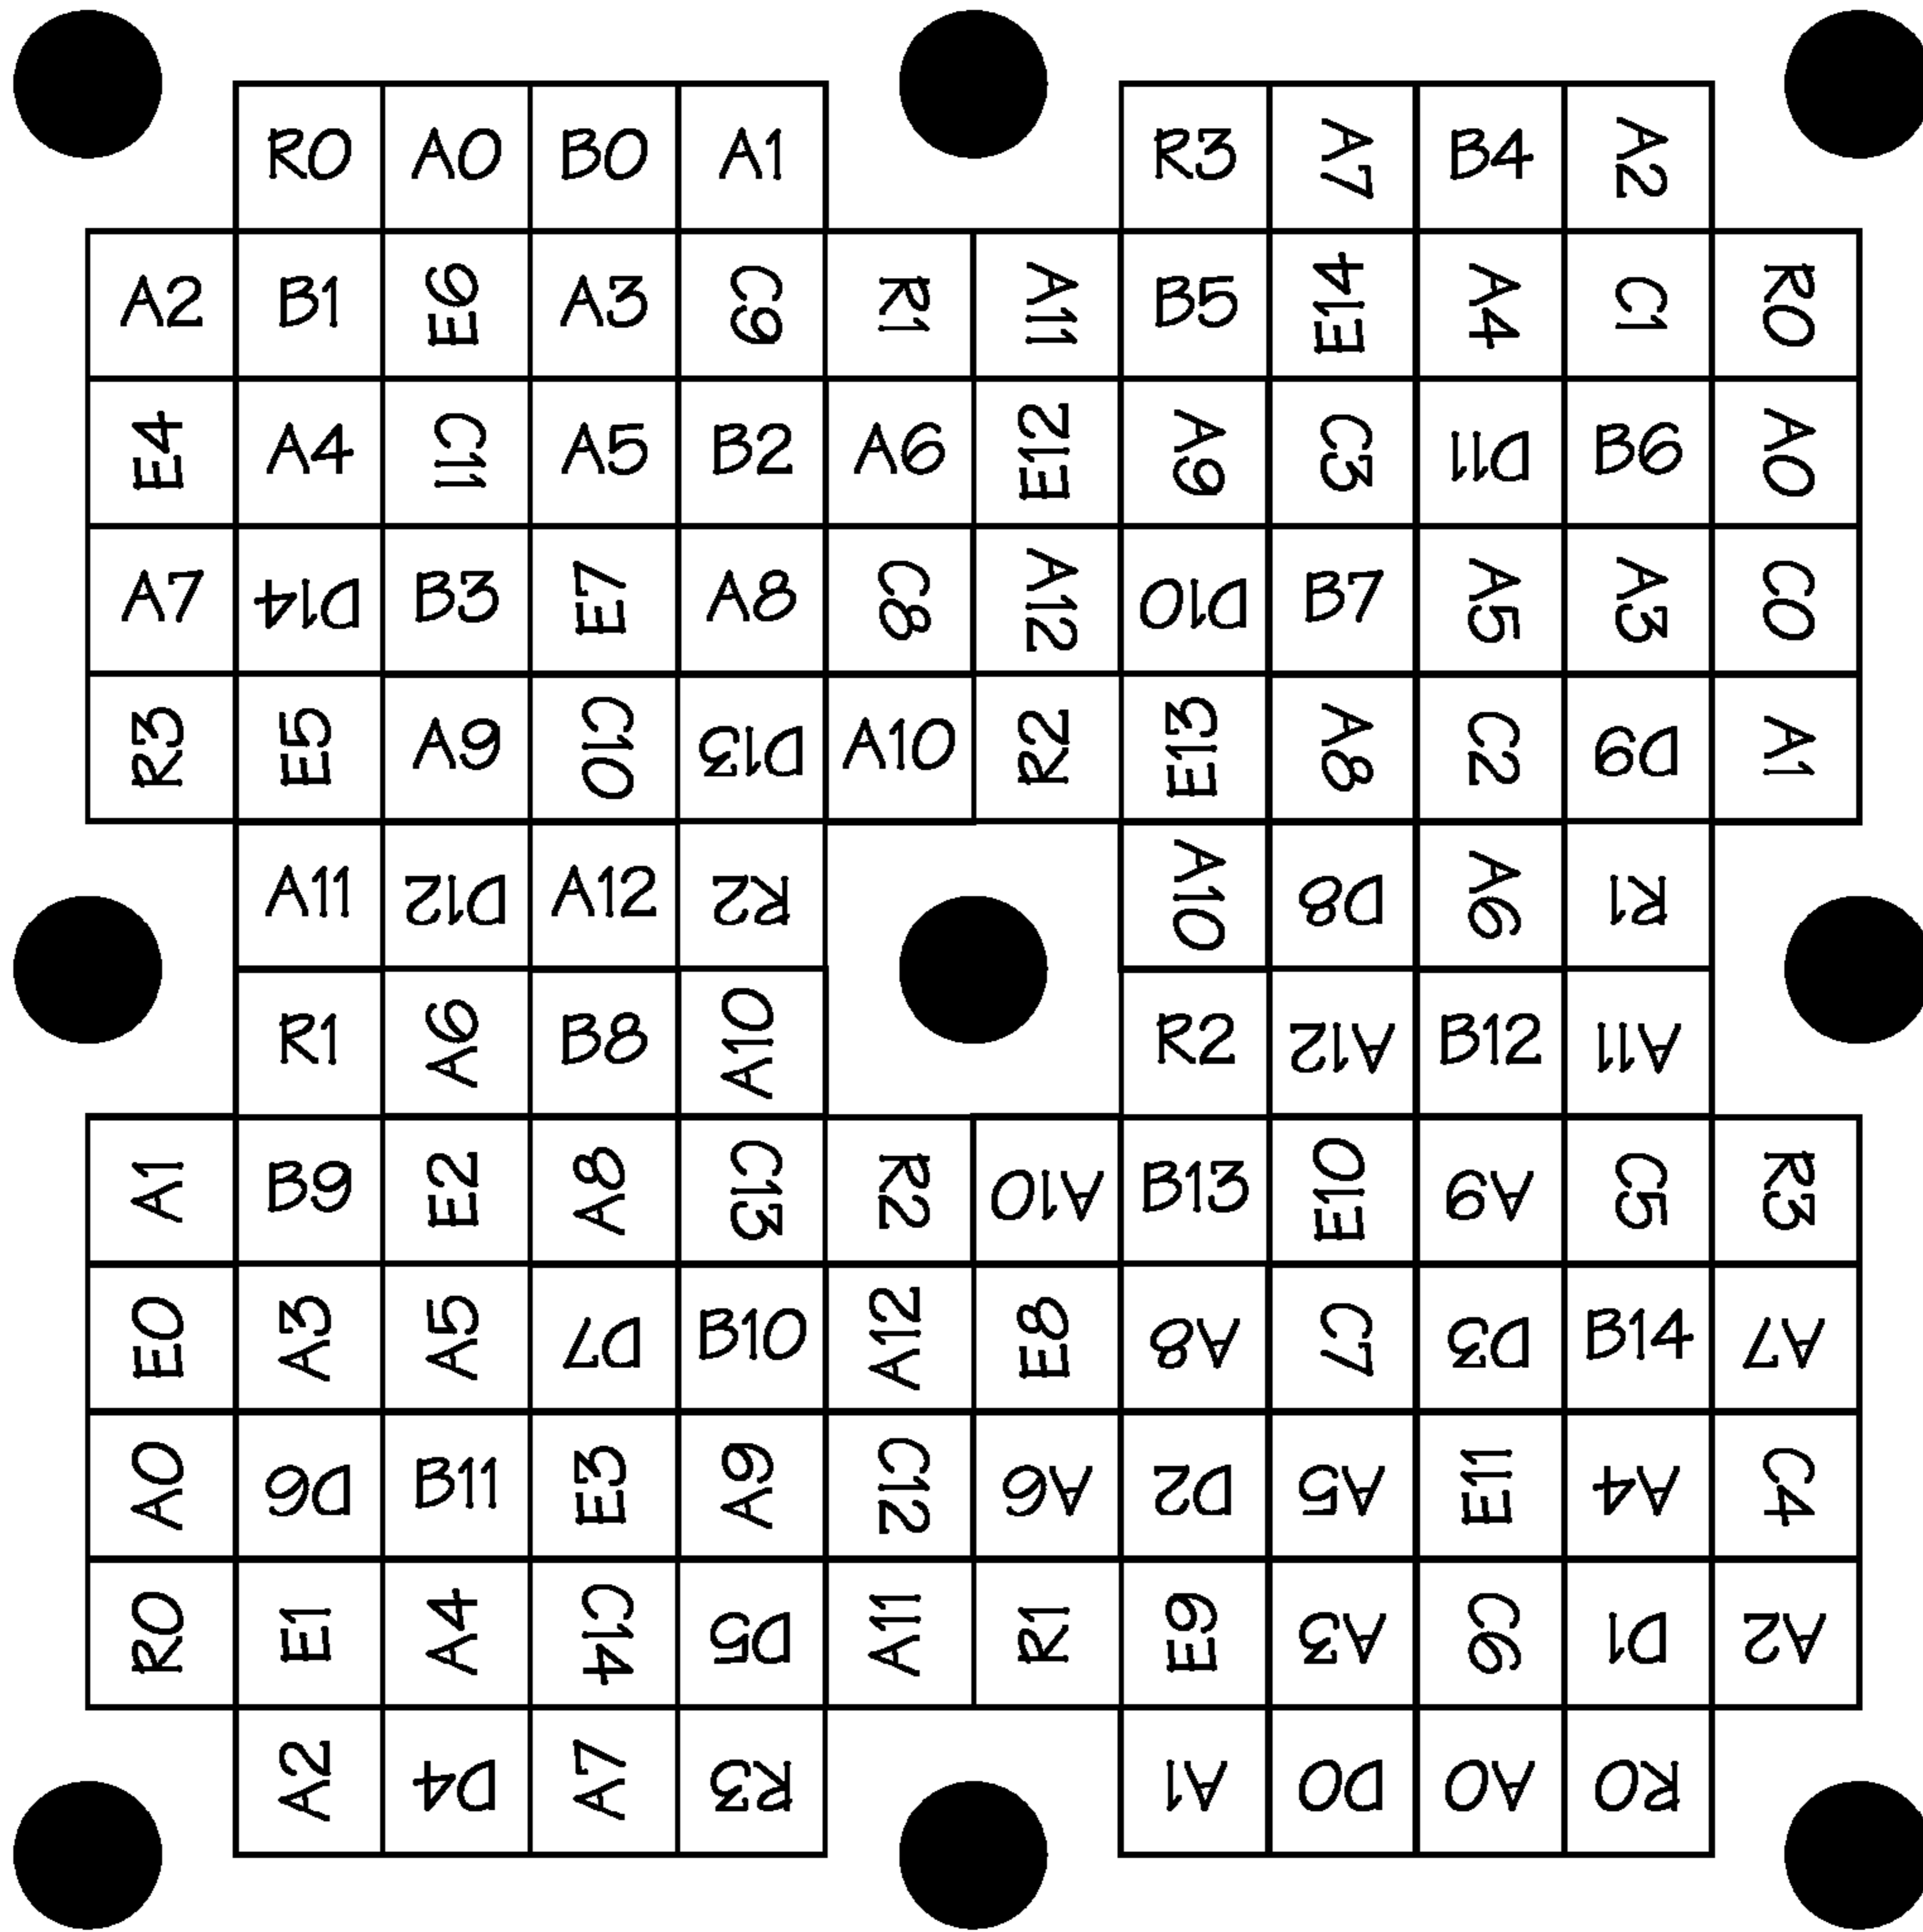 R0 A0 B0 A1 R3 A7 B4 A2
A2 B1 E6 A3 C9 R1 A11 B5 E14 A4 C1 R0
E4 A4 C11 A5 B2 A6 E12 A9 C3 D11 B6 A0
A7 D14 B3 E7 A8 C8 A12 D10 B7 A5 A3 C0
R3 E5 A9 C10 D13 A10 R2 E13 A8 C2 D9 A1
A11 D12 A12 R2 A10 D8 A6 R1
R1 A6 B8 A10 R2 A12 B12 A11
A1 B9 E2 A8 C13 R2 A10 B13 E10 A9 C5 R3
E0 A3 A5 D7 B10 A12 E8 A8 C7 D3 B14 A7
A0 D6 B11 E3 A9 C12 A6 D2 A5 E11 A4 C4
R0 E1 A4 C14 D5 A11 R1 E9 A3 C6 D1 A2
A2 D4 A7 R3 A1 D0 A0 R0